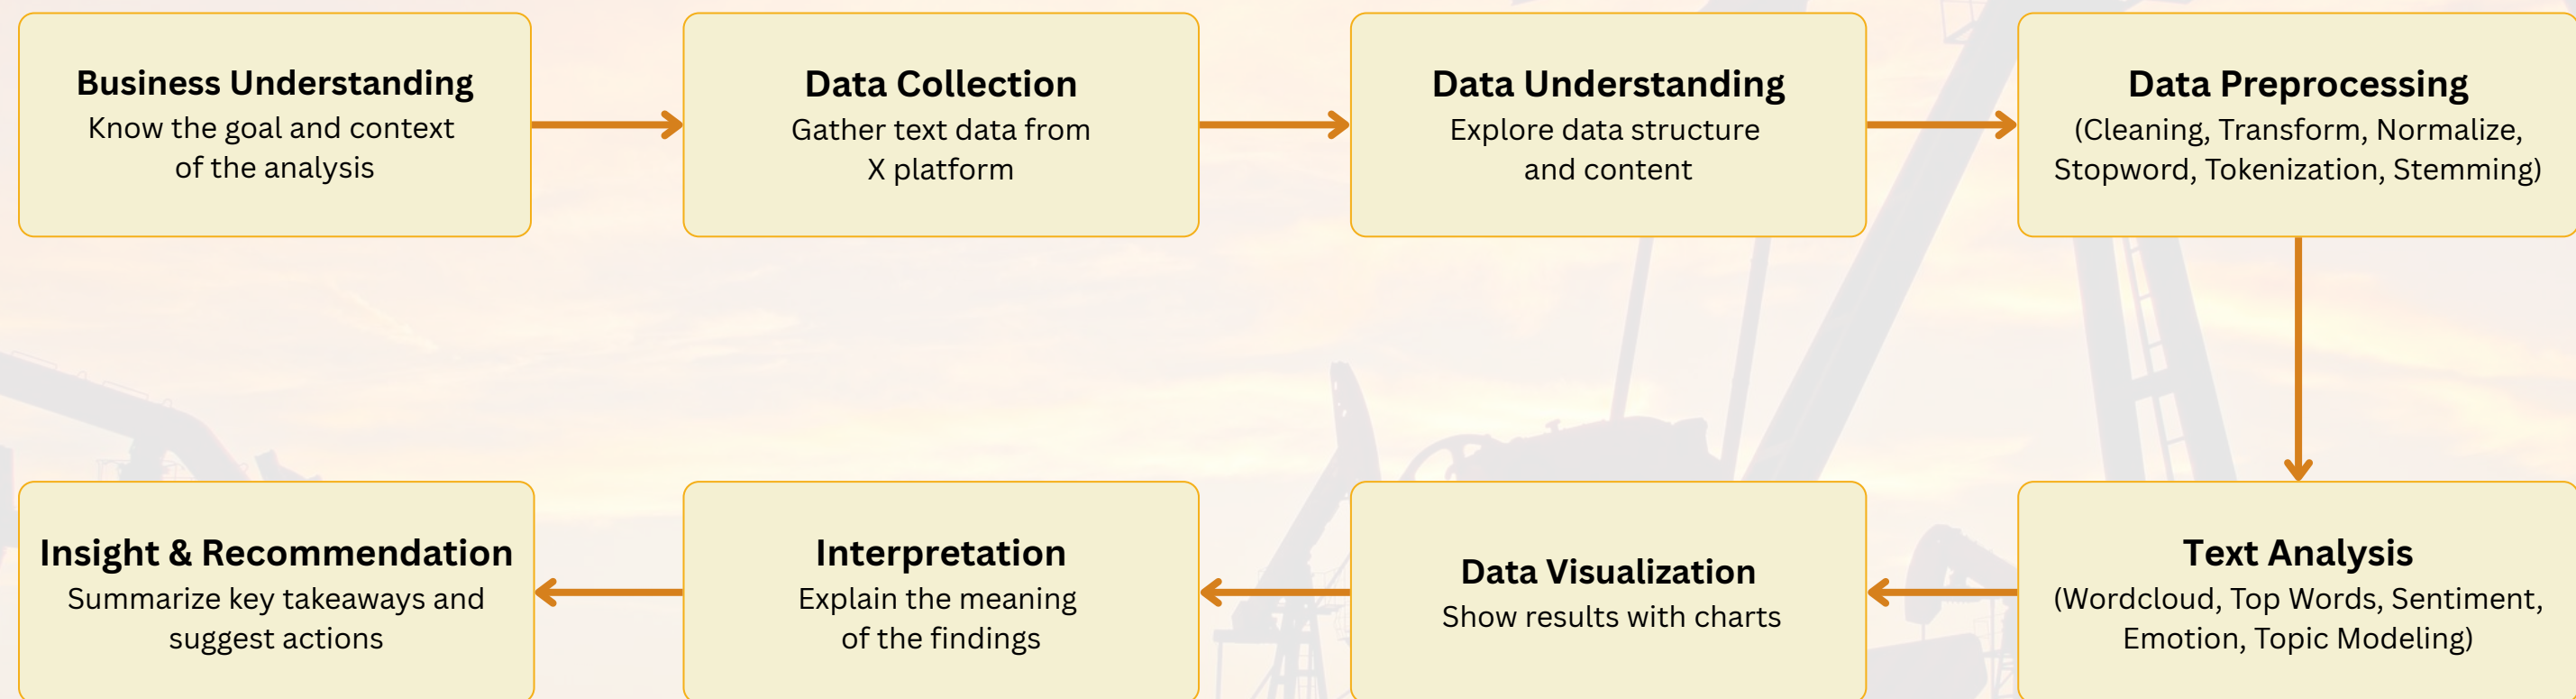 Business Understanding
Know the goal and context
of the analysis
Data Collection
Gather text data from
X platform
Data Understanding
Explore data structure
and content
Data Preprocessing
(Cleaning, Transform, Normalize,
Stopword, Tokenization, Stemming)
Text Analysis
(Wordcloud, Top Words, Sentiment,
Emotion, Topic Modeling)
Data Visualization
Show results with charts
Interpretation
Explain the meaning
of the findings
Insight & Recommendation
Summarize key takeaways and
suggest actions